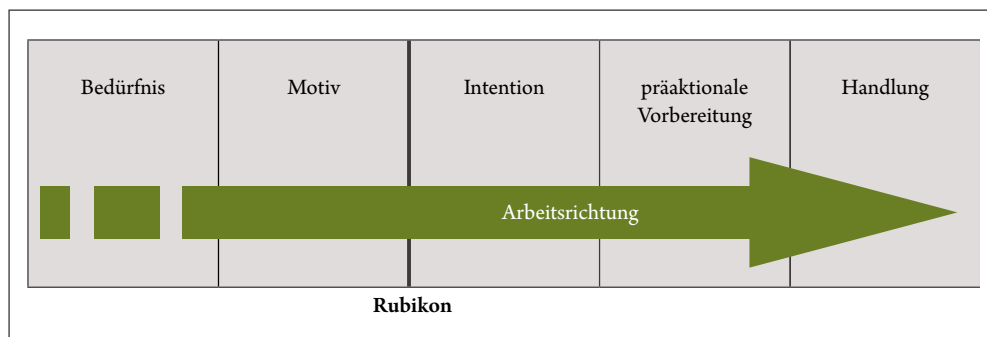 Bedürfnis
Motiv
Intention
präaktionale
Vorbereitung
Handlung
Arbeitsrichtung
Rubikon